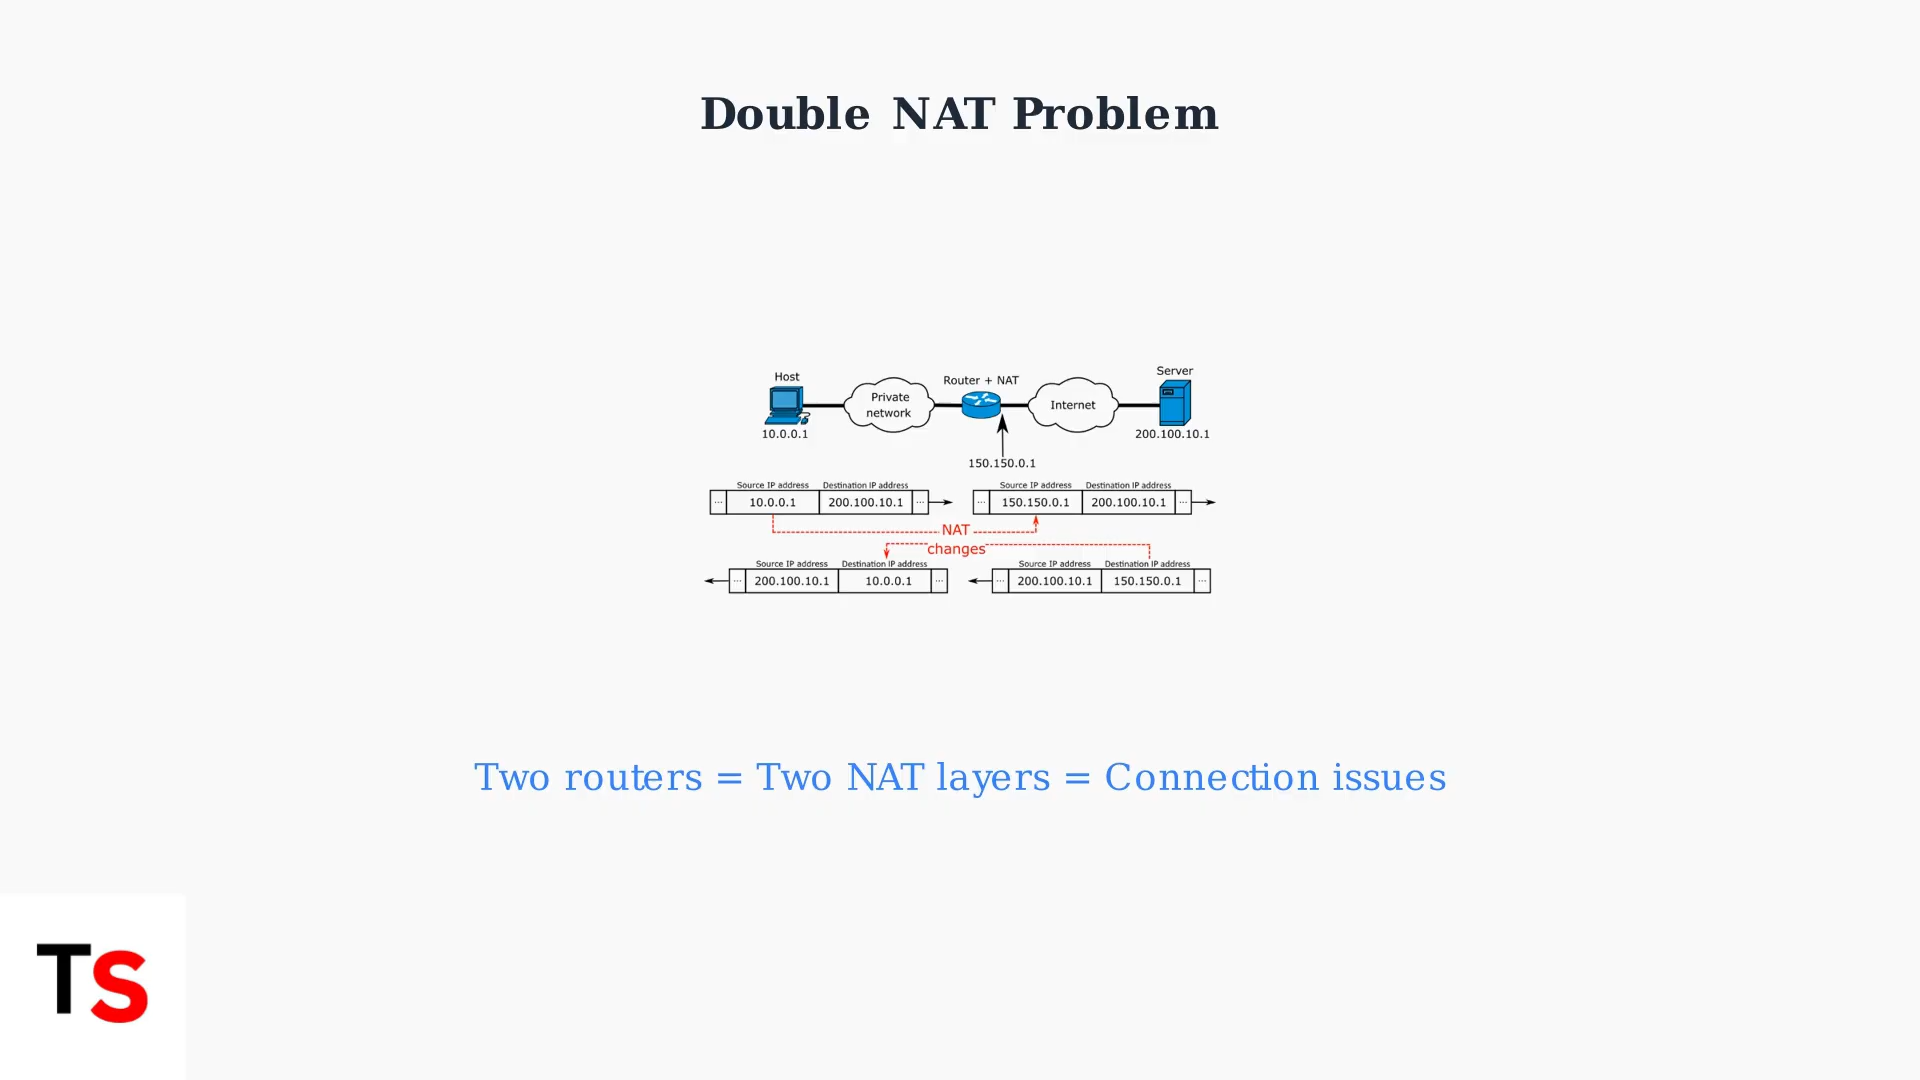 Double NAT Problem
Host
Private
network
Router + NAT
Internet
Server
10.0.0.1
200.100.10.1
150.150.0.1
Source IP address Destination IP address
... 10.0.0.1 200.100.10.1 ...
Source IP address Destination IP address
... 150.150.0.1 200.100.10.1 ...
NAT
changes
Source IP address Destination IP address
... 200.100.10.1 10.0.0.1 ...
Source IP address Destination IP address
... 200.100.10.1 150.150.0.1 ...
Two routers = Two NAT layers = Connection issues
TS